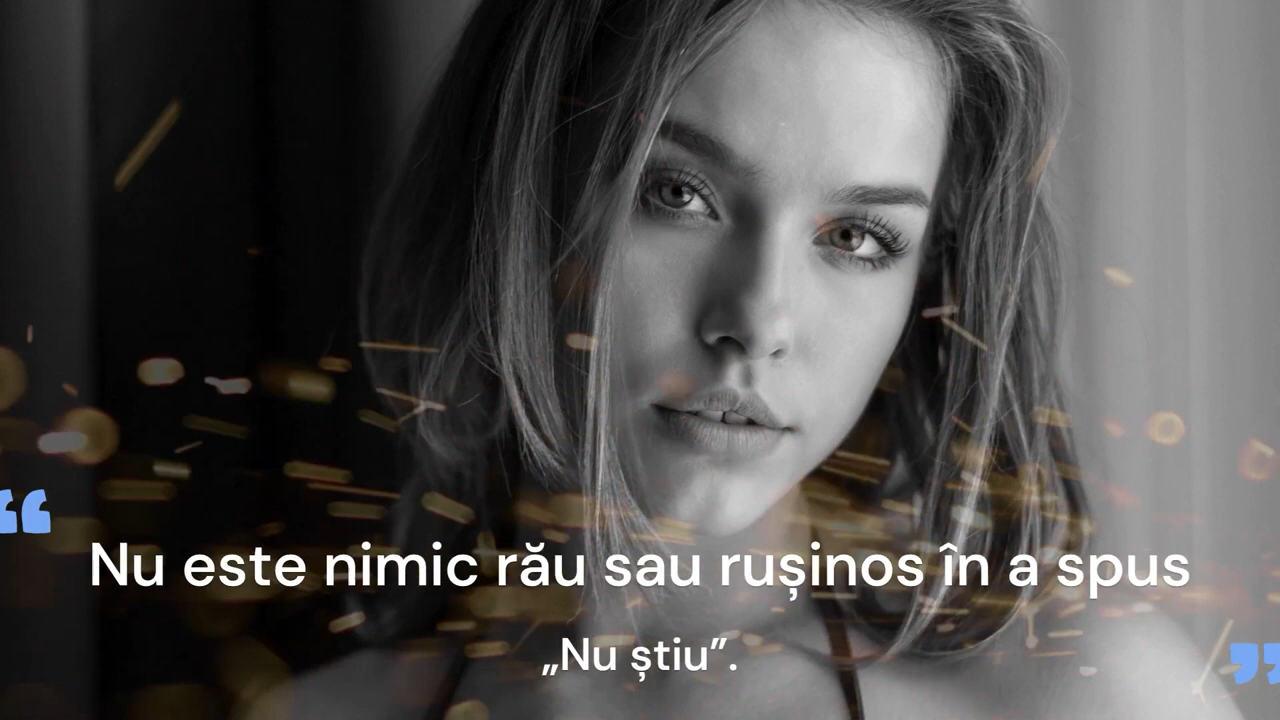 “
Nu este nimic rău sau rușinos în a spus
„Nu știu”.
”